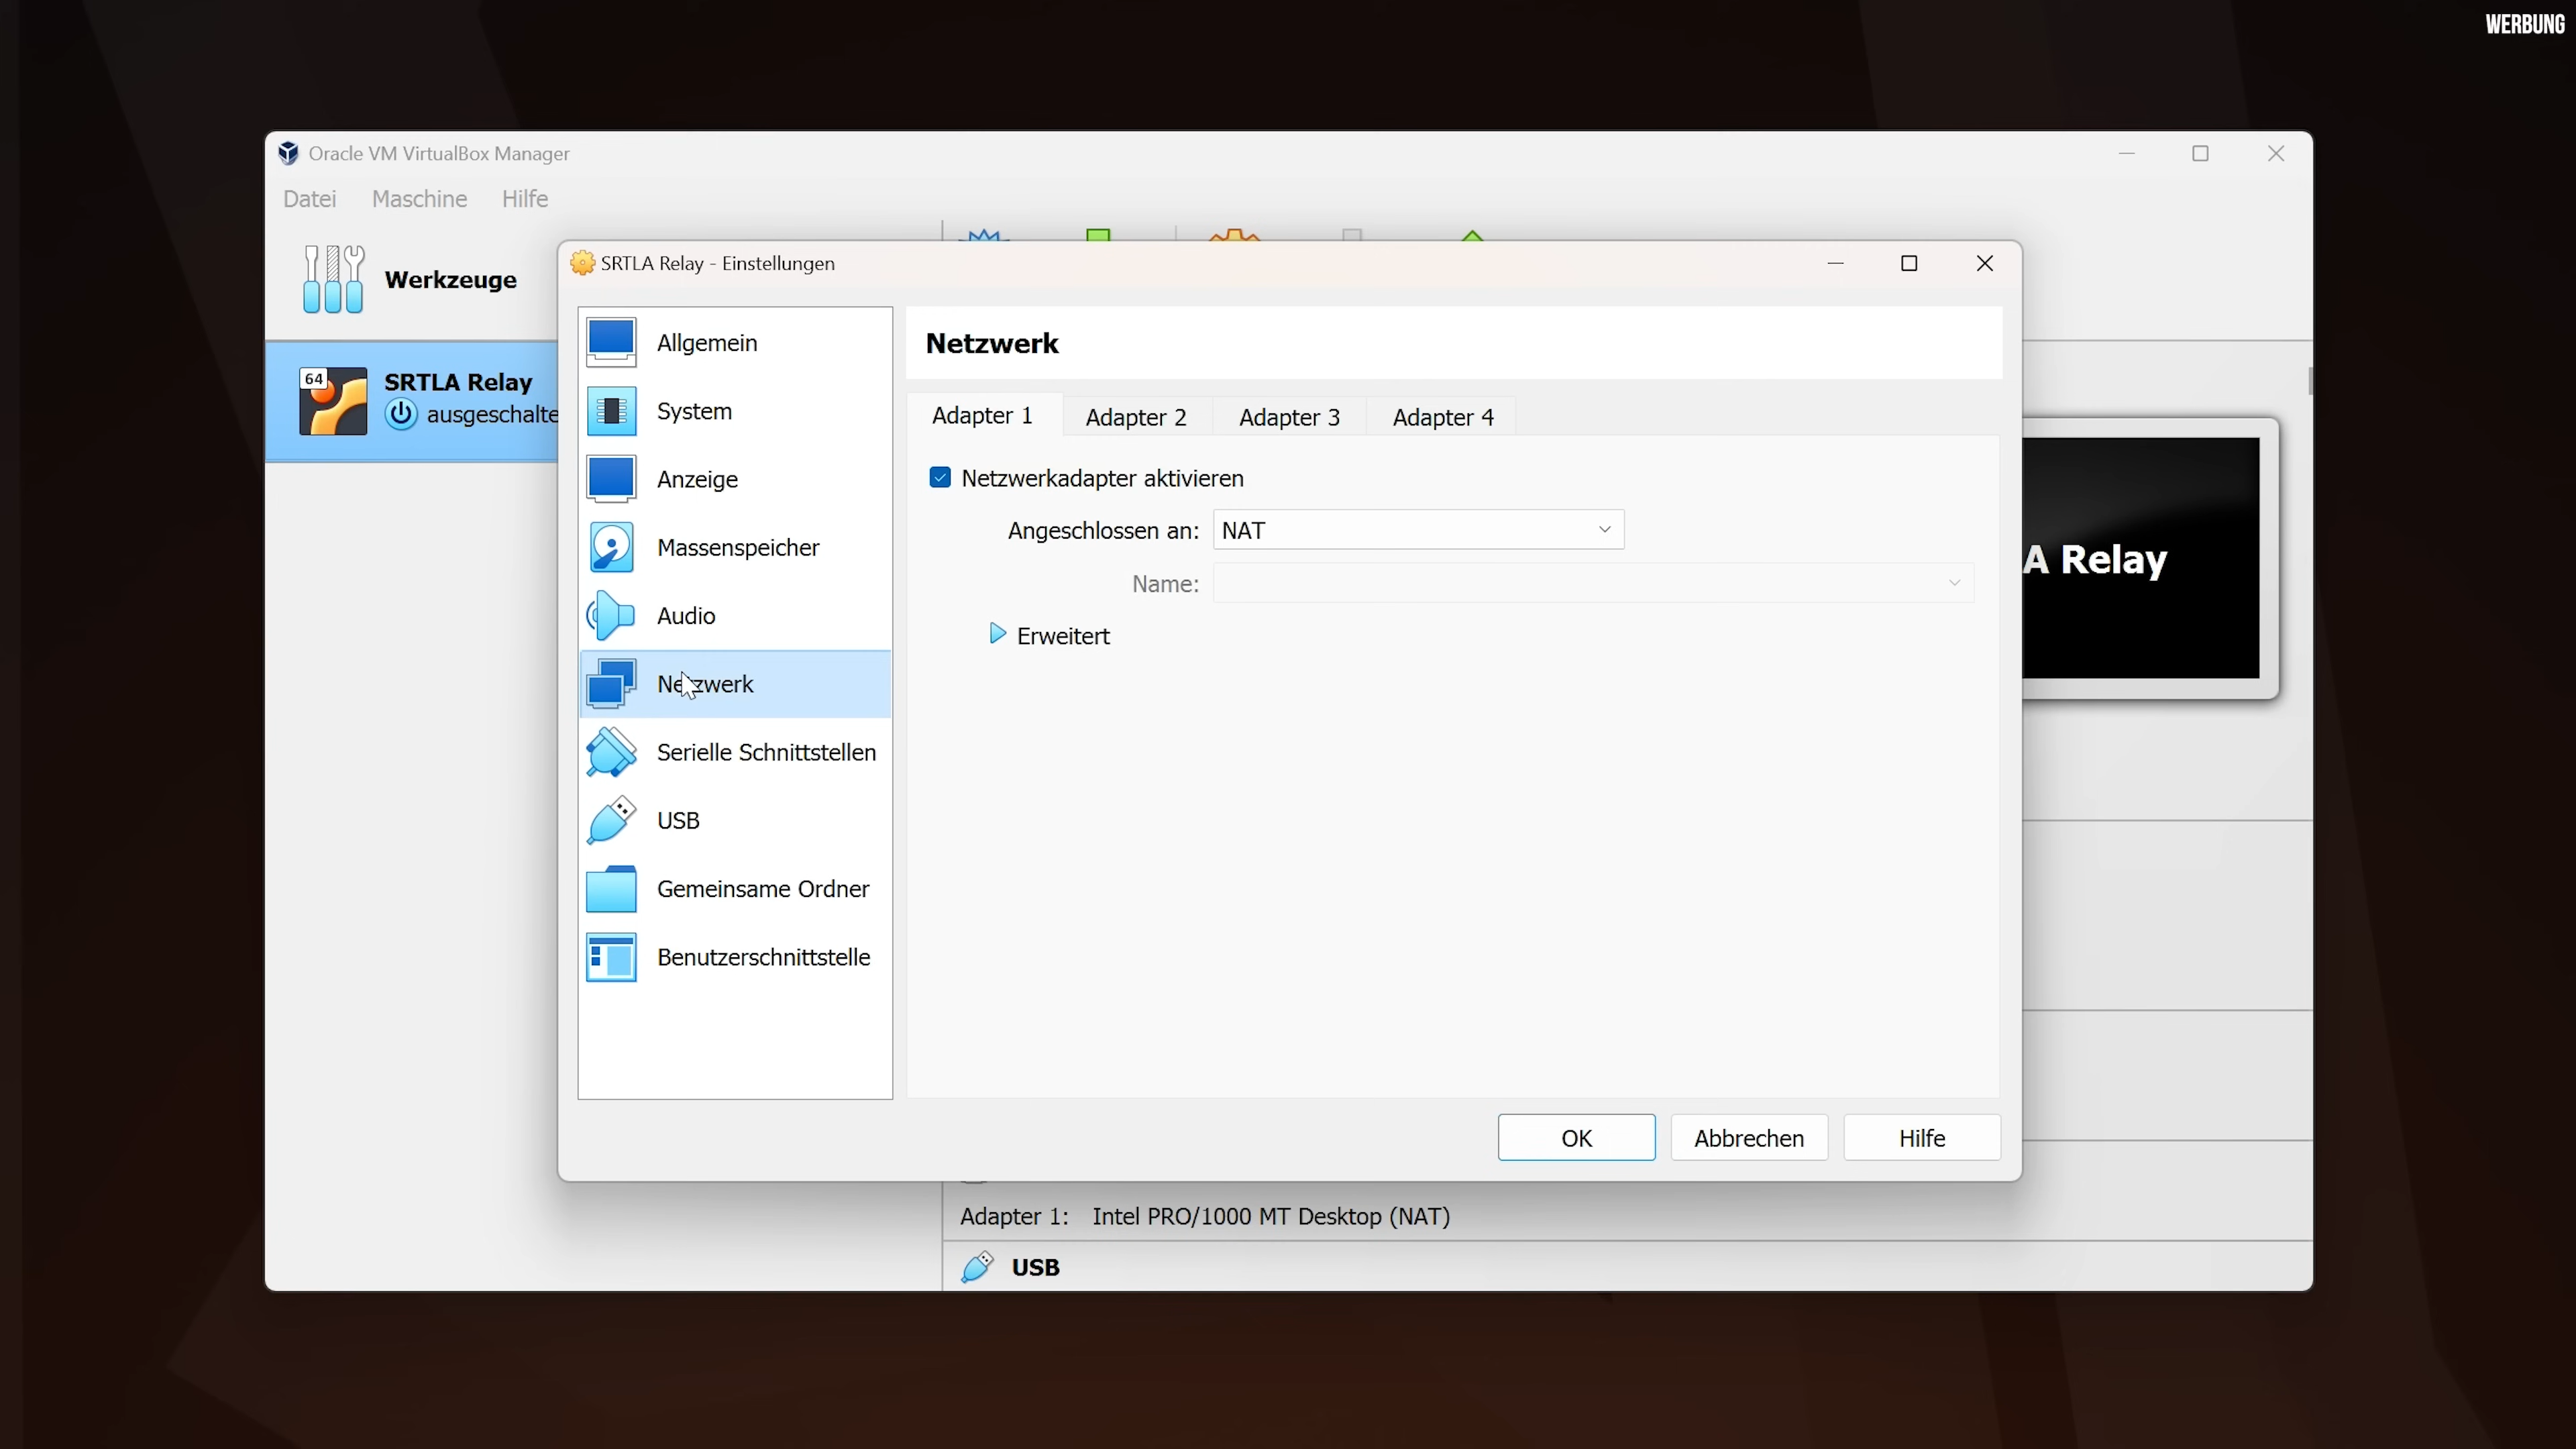 WERBUNG
Oracle VM VirtualBox Manager
Datei Maschine Hilfe
Werkzeuge
64
SRTLA Relay
ausgeschalte
SRTLA Relay - Einstellungen
Allgemein
System
Anzeige
Massenspeicher
Audio
Netzwerk
Serielle Schnittstellen
USB
Gemeinsame Ordner
Benutzerschnittstelle
Netzwerk
Adapter 1 Adapter 2 Adapter 3 Adapter 4
Netzwerkadapter aktivieren
Angeschlossen an: NAT
Name:
Erweitert
OK Abbrechen Hilfe
A Relay
Adapter 1: Intel PRO/1000 MT Desktop (NAT)
USB